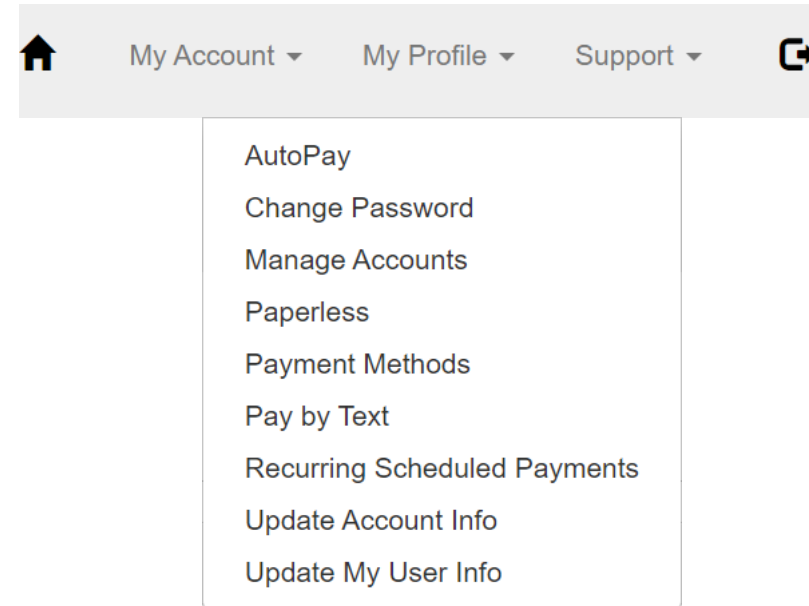 My Account My Profile Support
AutoPay
Change Password
Manage Accounts
Paperless
Payment Methods
Pay by Text
Recurring Scheduled Payments
Update Account Info
Update My User Info